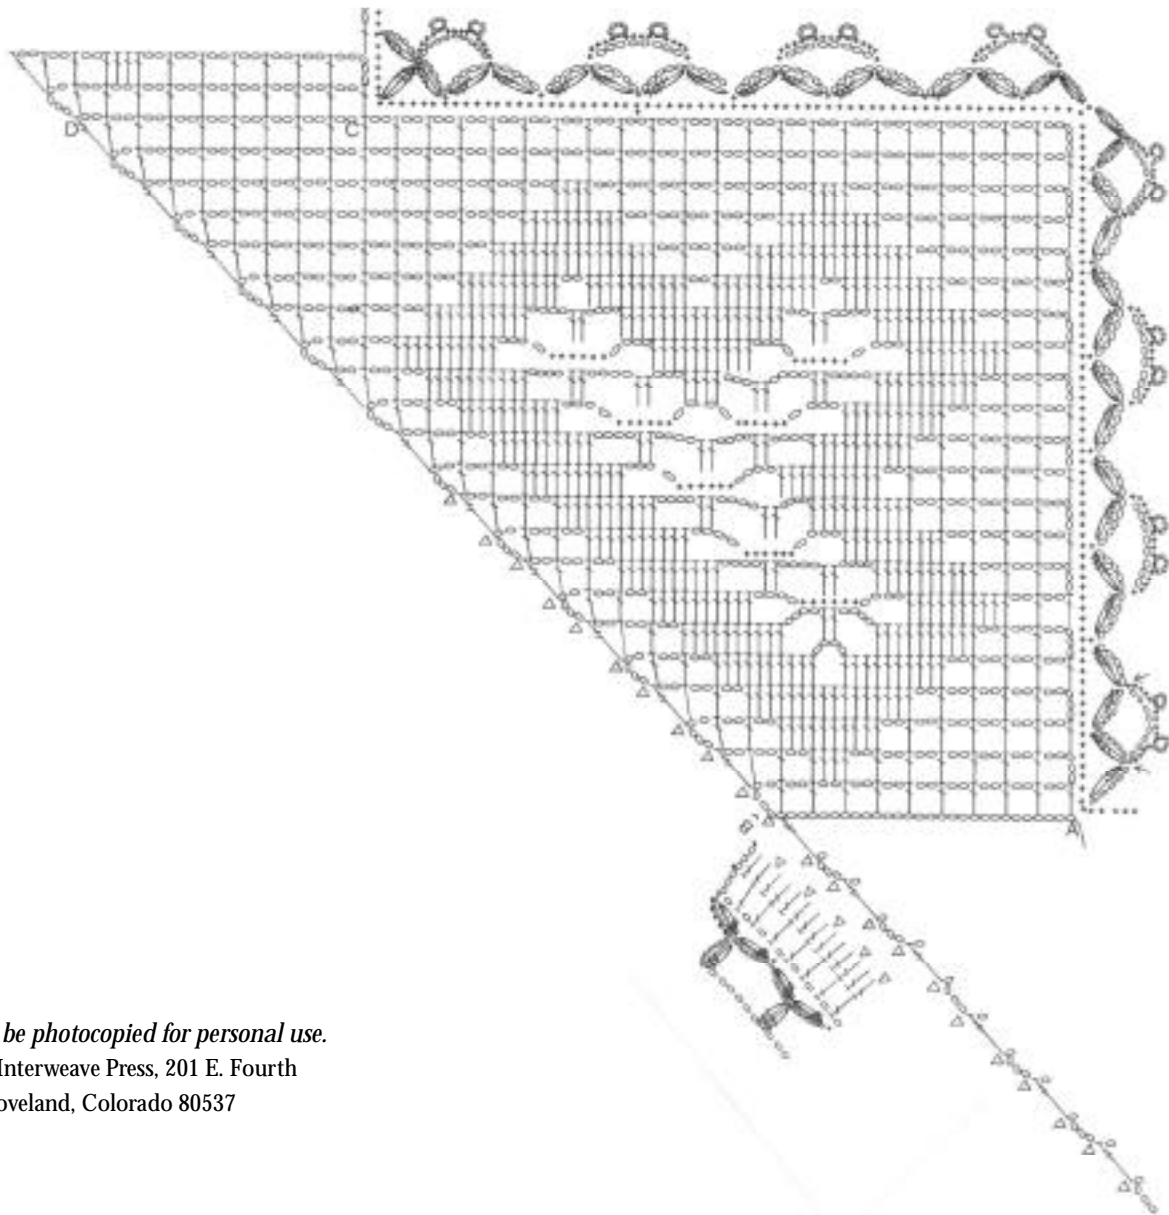 D
C
B
A
be photocopied for personal use.
Interweave Press, 201 E. Fourth
oveland, Colorado 80537